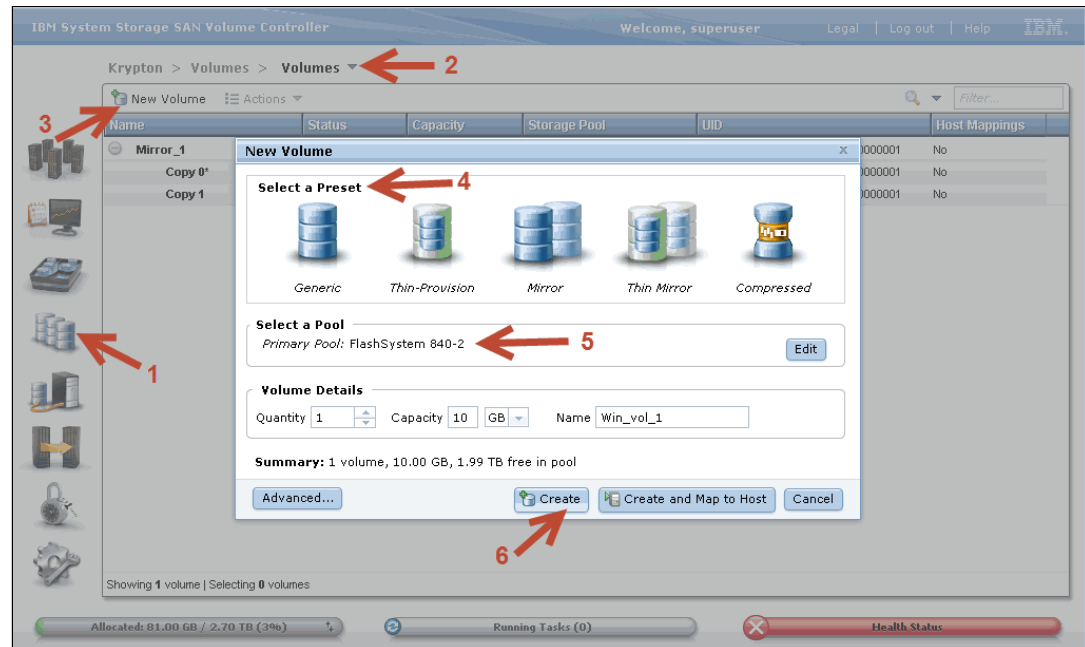 IBM System Storage SAN Volume Controller Welcome, superuser Legal | Log out | Help IBM.
Krypton > Volumes > Volumes 2
New Volume Actions Filter...
3
Name Status Capacity Storage Pool UID Host Mappings
Mirror_1 0000001 No
Copy 0* 0000001 No
Copy 1 0000001 No
New Volume x
Select a Preset 4
Generic Thin-Provision Mirror Thin Mirror Compressed
Select a Pool
Primary Pool: FlashSystem 840-2 5
Edit
1
Volume Details
Quantity 1 Capacity 10 GB Name Win_vol_1
Summary: 1 volume, 10.00 GB, 1.99 TB free in pool
Advanced... Create Create and Map to Host Cancel
6
Showing 1 volume | Selecting 0 volumes
Allocated: 81.00 GB / 2.70 TB (3%) Running Tasks (0) Health Status